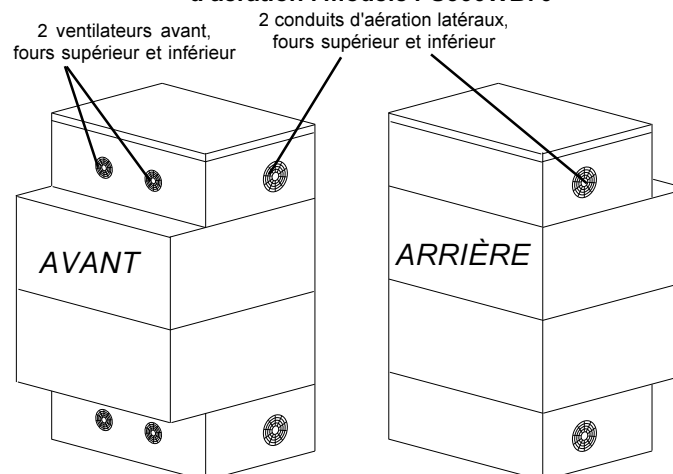 2 ventilateurs avant,
fours supérieur et inférieur
2 conduits d'aération latéraux,
fours supérieur et inférieur
AVANT
ARRIÈRE